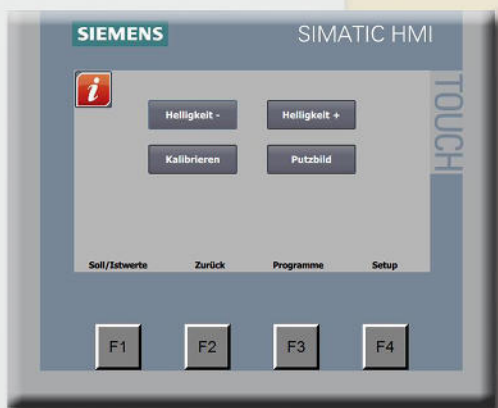 SIEMENS SIMATIC HMI
TOUCH
i
Helligkeit - Helligkeit +
Kalibrieren Putzbild
Soll/Istwerte Zurück Programme Setup
F1 F2 F3 F4